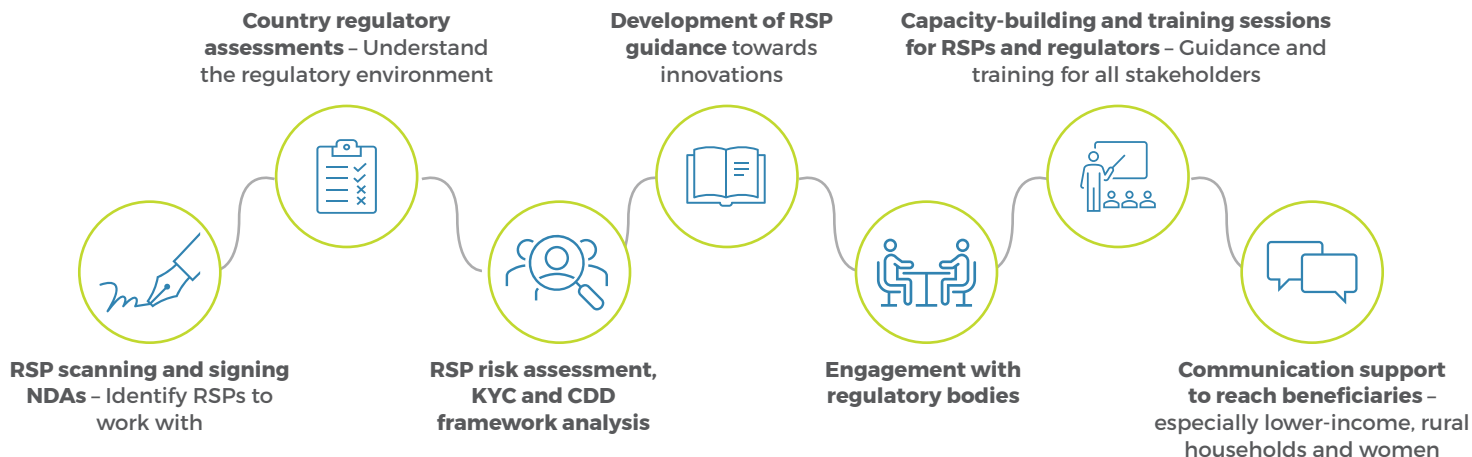 Country regulatory
assessments – Understand
the regulatory environment
Development of RSP
guidance towards
innovations
Capacity-building and training sessions
for RSPs and regulators – Guidance and
training for all stakeholders
RSP scanning and signing
NDAs – Identify RSPs to
work with
RSP risk assessment,
KYC and CDD
framework analysis
Engagement with
regulatory bodies
Communication support
to reach beneficiaries –
especially lower-income, rural
households and women